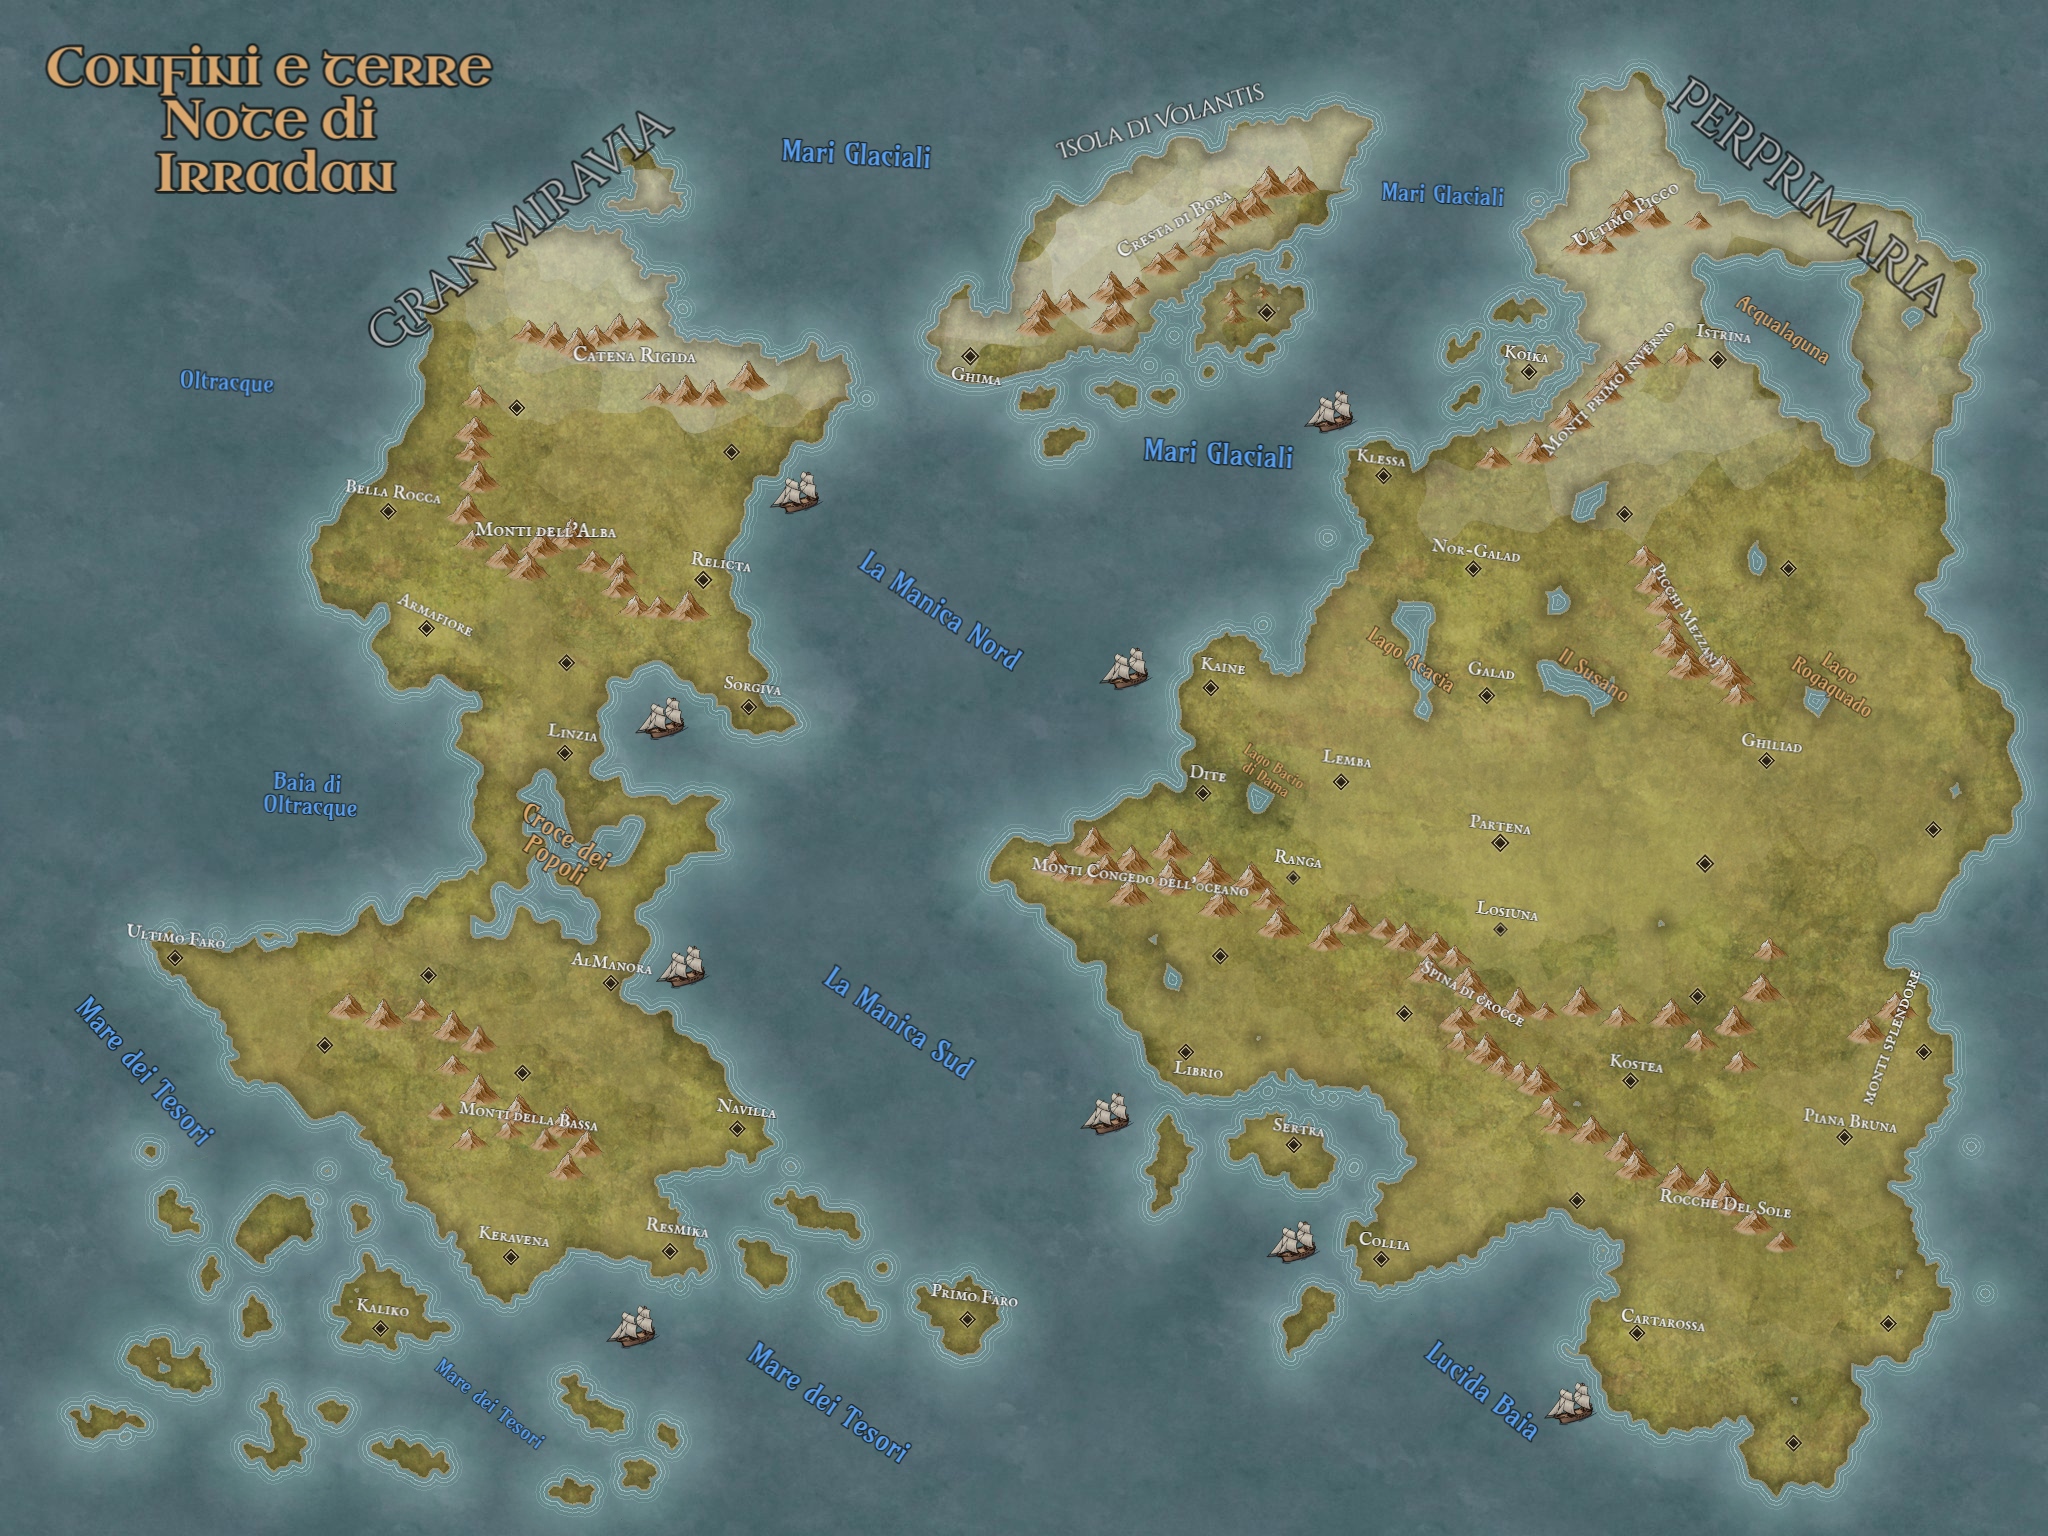 Confini e terre
Note di
Irradan
GRAN MIRAVIA
Isola di Volantis
PERPRIMARIA
Mari Glaciali
Mari Glaciali
Cresta di Bora
Ultimo Picco
Acqualaguna
Istrina
Koika
Monti primo inverno
Catena Rigida
Ghima
Oltracque
Mari Glaciali
Klessa
Bella Rocca
Monti dell'Alba
Relicta
Nor-Galad
La Manica Nord
Armafiore
Picchi Mezzani
Lago Acacia
Galad
Il Susano
Lago
Rogaquado
Kaine
Sorgiva
Linzia
Ghiliad
Lago Bacio
di Dama
Lemba
Dite
Baia di
Oltracque
Croce dei
Popoli
Partena
Ranga
Monti Congedo dell'oceano
Losiuna
Ultimo Faro
AlManora
La Manica Sud
Spina di Crocce
Monti Splendore
Mare dei Tesori
Librio
Kostea
Monti della Bassa
Navilla
Piana Bruna
Sertra
Rocche Del Sole
Keravena
Resmika
Collia
Kaliko
Primo Faro
Cartarossa
Mare dei Tesori
Mare dei Tesori
Lucida Baia